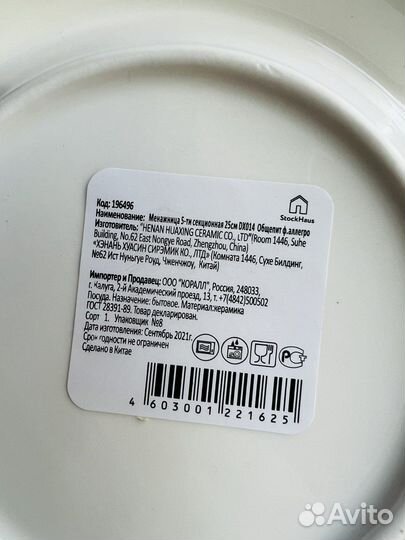 Код: 196496
StockHaus
Наименование: Менажница 5-ти секционная 25см DX014 Общепит ф.аллегро
Изготовитель: "HENAN HUAXING CERAMIC CO., LTD"(Room 1446, Suhe
Building, No.62 East Nongye Road, Zhengzhou, China)
«ХЭНАНЬ ХУАСИН СИРЭМИК КО., ЛТД» (Комната 1446, Сухе Билдинг,
№62 Ист Нуньгуе Роуд, Чженчжоу, Китай)
Импортер и Продавец: ООО "КОРАЛЛ", Россия, 248033,
г. Калуга, 2-й Академический проезд, 13, т.+7(4842)500502
Посуда. Назначение: бытовое. Материал:керамика
ГОСТ 28391-89. Товар декларирован.
Сорт 1. Упаковщик №8
Дата изготовления: Сентябрь 2021г.
Срок годности не ограничен
Сделано в Китае
4 603001 221625
Avito